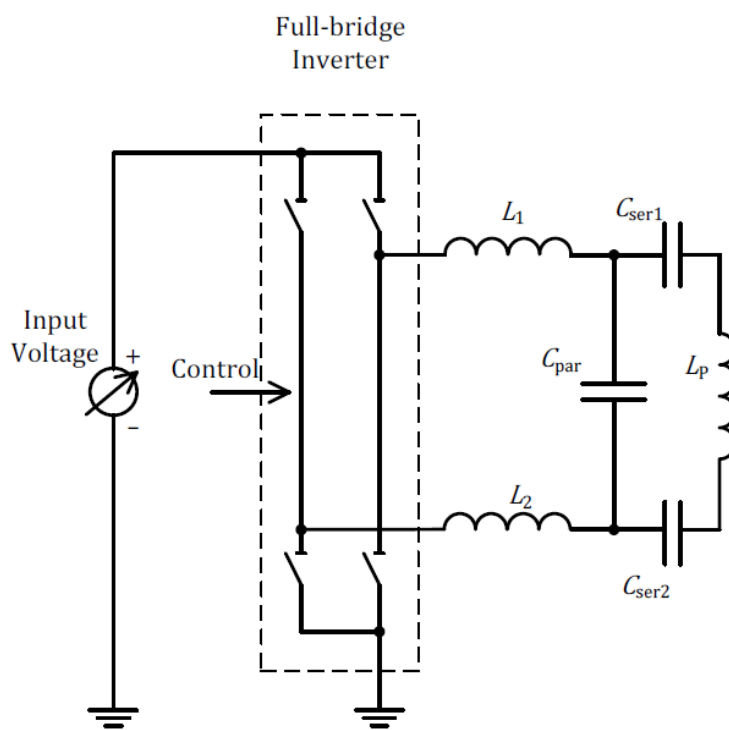 Full-bridge
Inverter
L1
Cser1
Input
Voltage
+
-
Control
Cpar
LP
L2
Cser2